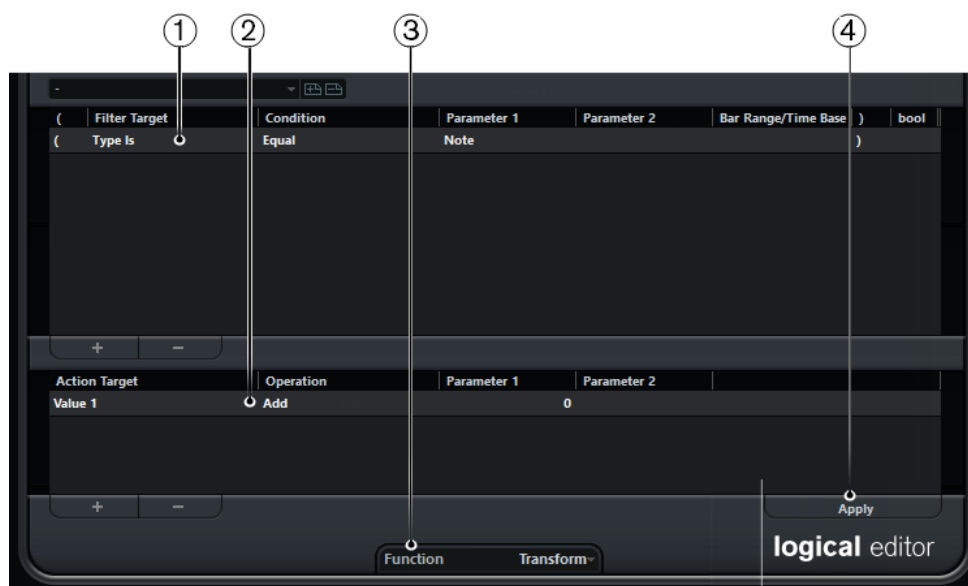 ① ② ③ ④
-
( Filter Target Condition Parameter 1 Parameter 2 Bar Range/Time Base ) bool
( Type Is Equal Note )
+ -
Action Target Operation Parameter 1 Parameter 2
Value 1 Add 0
+ -
Apply
Function Transform
logical editor